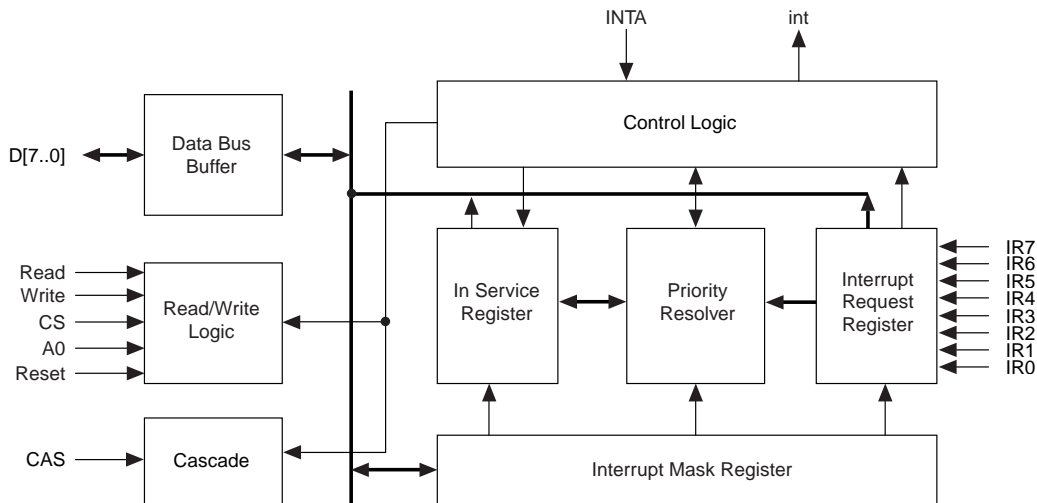 INTA
int
Control Logic
D[7..0]
Data Bus
Buffer
Read
Write
CS
A0
Reset
Read/Write
Logic
In Service
Register
Priority
Resolver
Interrupt
Request
Register
IR7
IR6
IR5
IR4
IR3
IR2
IR1
IR0
CAS
Cascade
Interrupt Mask Register